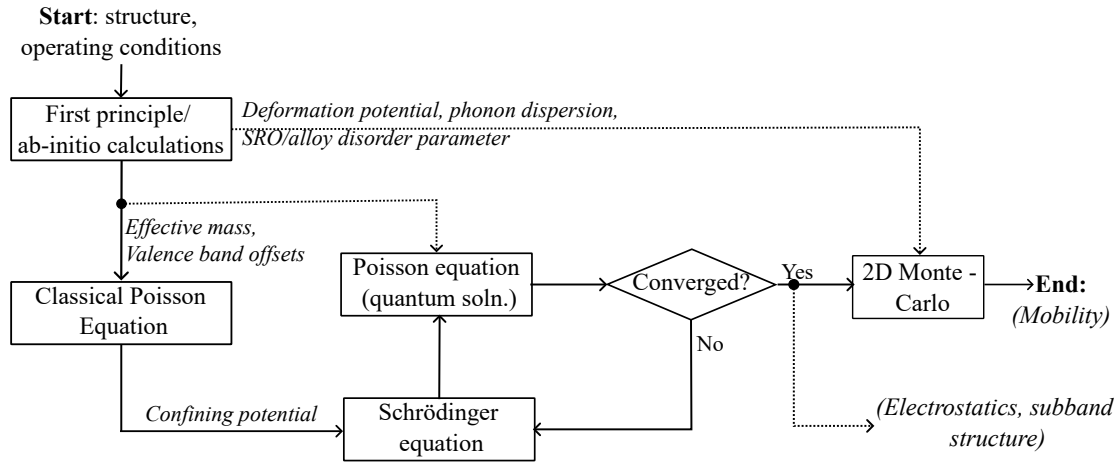 Start: structure,
operating conditions
First principle/
ab-initio calculations
Deformation potential, phonon dispersion,
SRO/alloy disorder parameter
Effective mass,
Valence band offsets
Classical Poisson
Equation
Poisson equation
(quantum soln.)
Converged?
Yes
2D Monte -
Carlo
End:
(Mobility)
No
Confining potential
Schrödinger
equation
(Electrostatics, subband
structure)